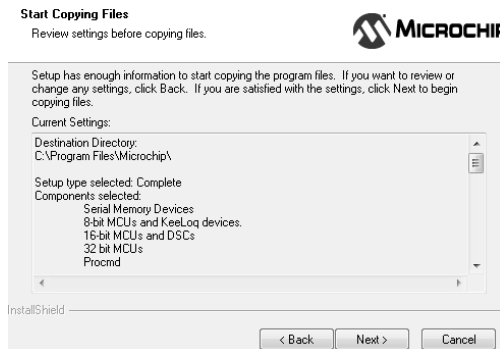 Start Copying Files
Review settings before copying files.
MICROCHIP
Setup has enough information to start copying the program files. If you want to review or
change any settings, click Back. If you are satisfied with the settings, click Next to begin
copying files.
Current Settings:
Destination Directory:
C:\Program Files\Microchip\
Setup type selected: Complete
Components selected:
Serial Memory Devices
8-bit MCUs and KeeLoq devices.
16-bit MCUs and DSCs
32 bit MCUs
Procmd
InstallShield
< Back
Next >
Cancel